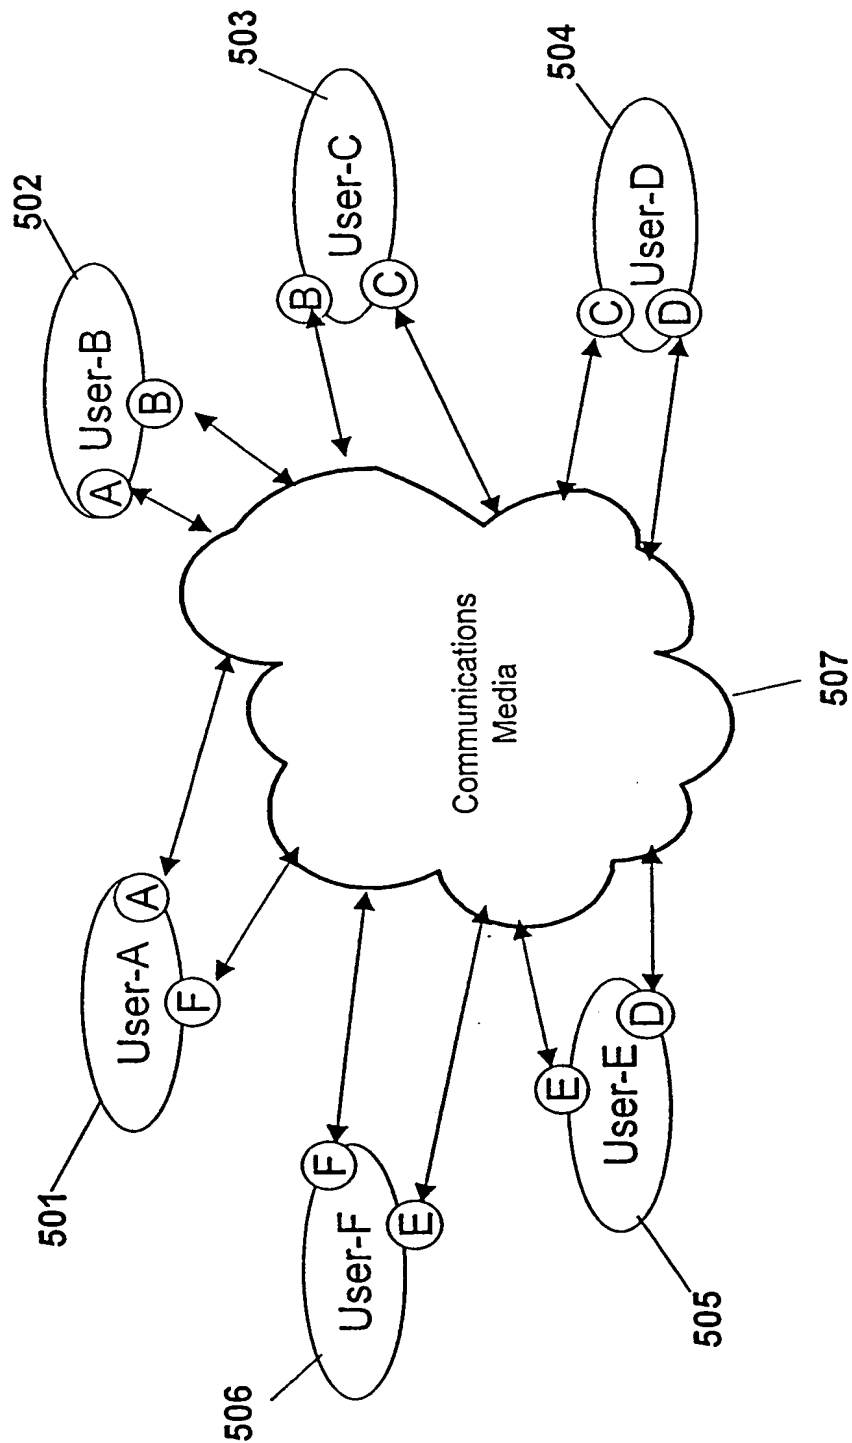 501
User-A
A
F
502
User-B
A
B
503
User-C
B
C
504
User-D
C
D
505
User-E
E
D
506
User-F
F
E
Communications
Media
507